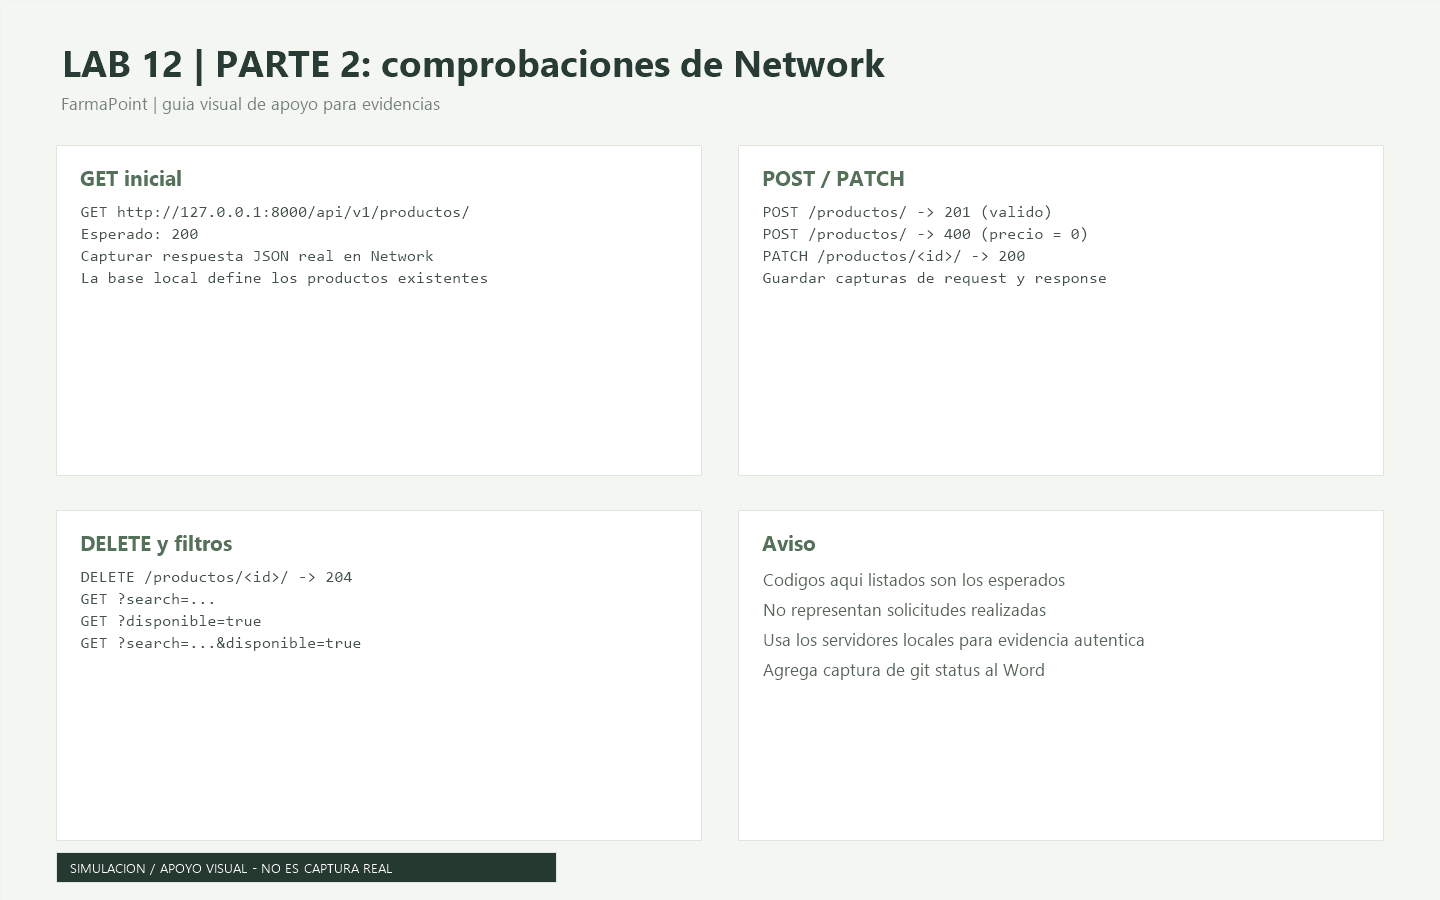 LAB 12 | PARTE 2: comprobaciones de Network
FarmaPoint | guia visual de apoyo para evidencias
GET inicial
GET http://127.0.0.1:8000/api/v1/productos/
Esperado: 200
Capturar respuesta JSON real en Network
La base local define los productos existentes
POST / PATCH
POST /productos/ -> 201 (valido)
POST /productos/ -> 400 (precio = 0)
PATCH /productos/<id>/ -> 200
Guardar capturas de request y response
DELETE y filtros
DELETE /productos/<id>/ -> 204
GET ?search=...
GET ?disponible=true
GET ?search=...&disponible=true
Aviso
Codigos aqui listados son los esperados
No representan solicitudes realizadas
Usa los servidores locales para evidencia autentica
Agrega captura de git status al Word
SIMULACION / APOYO VISUAL - NO ES CAPTURA REAL